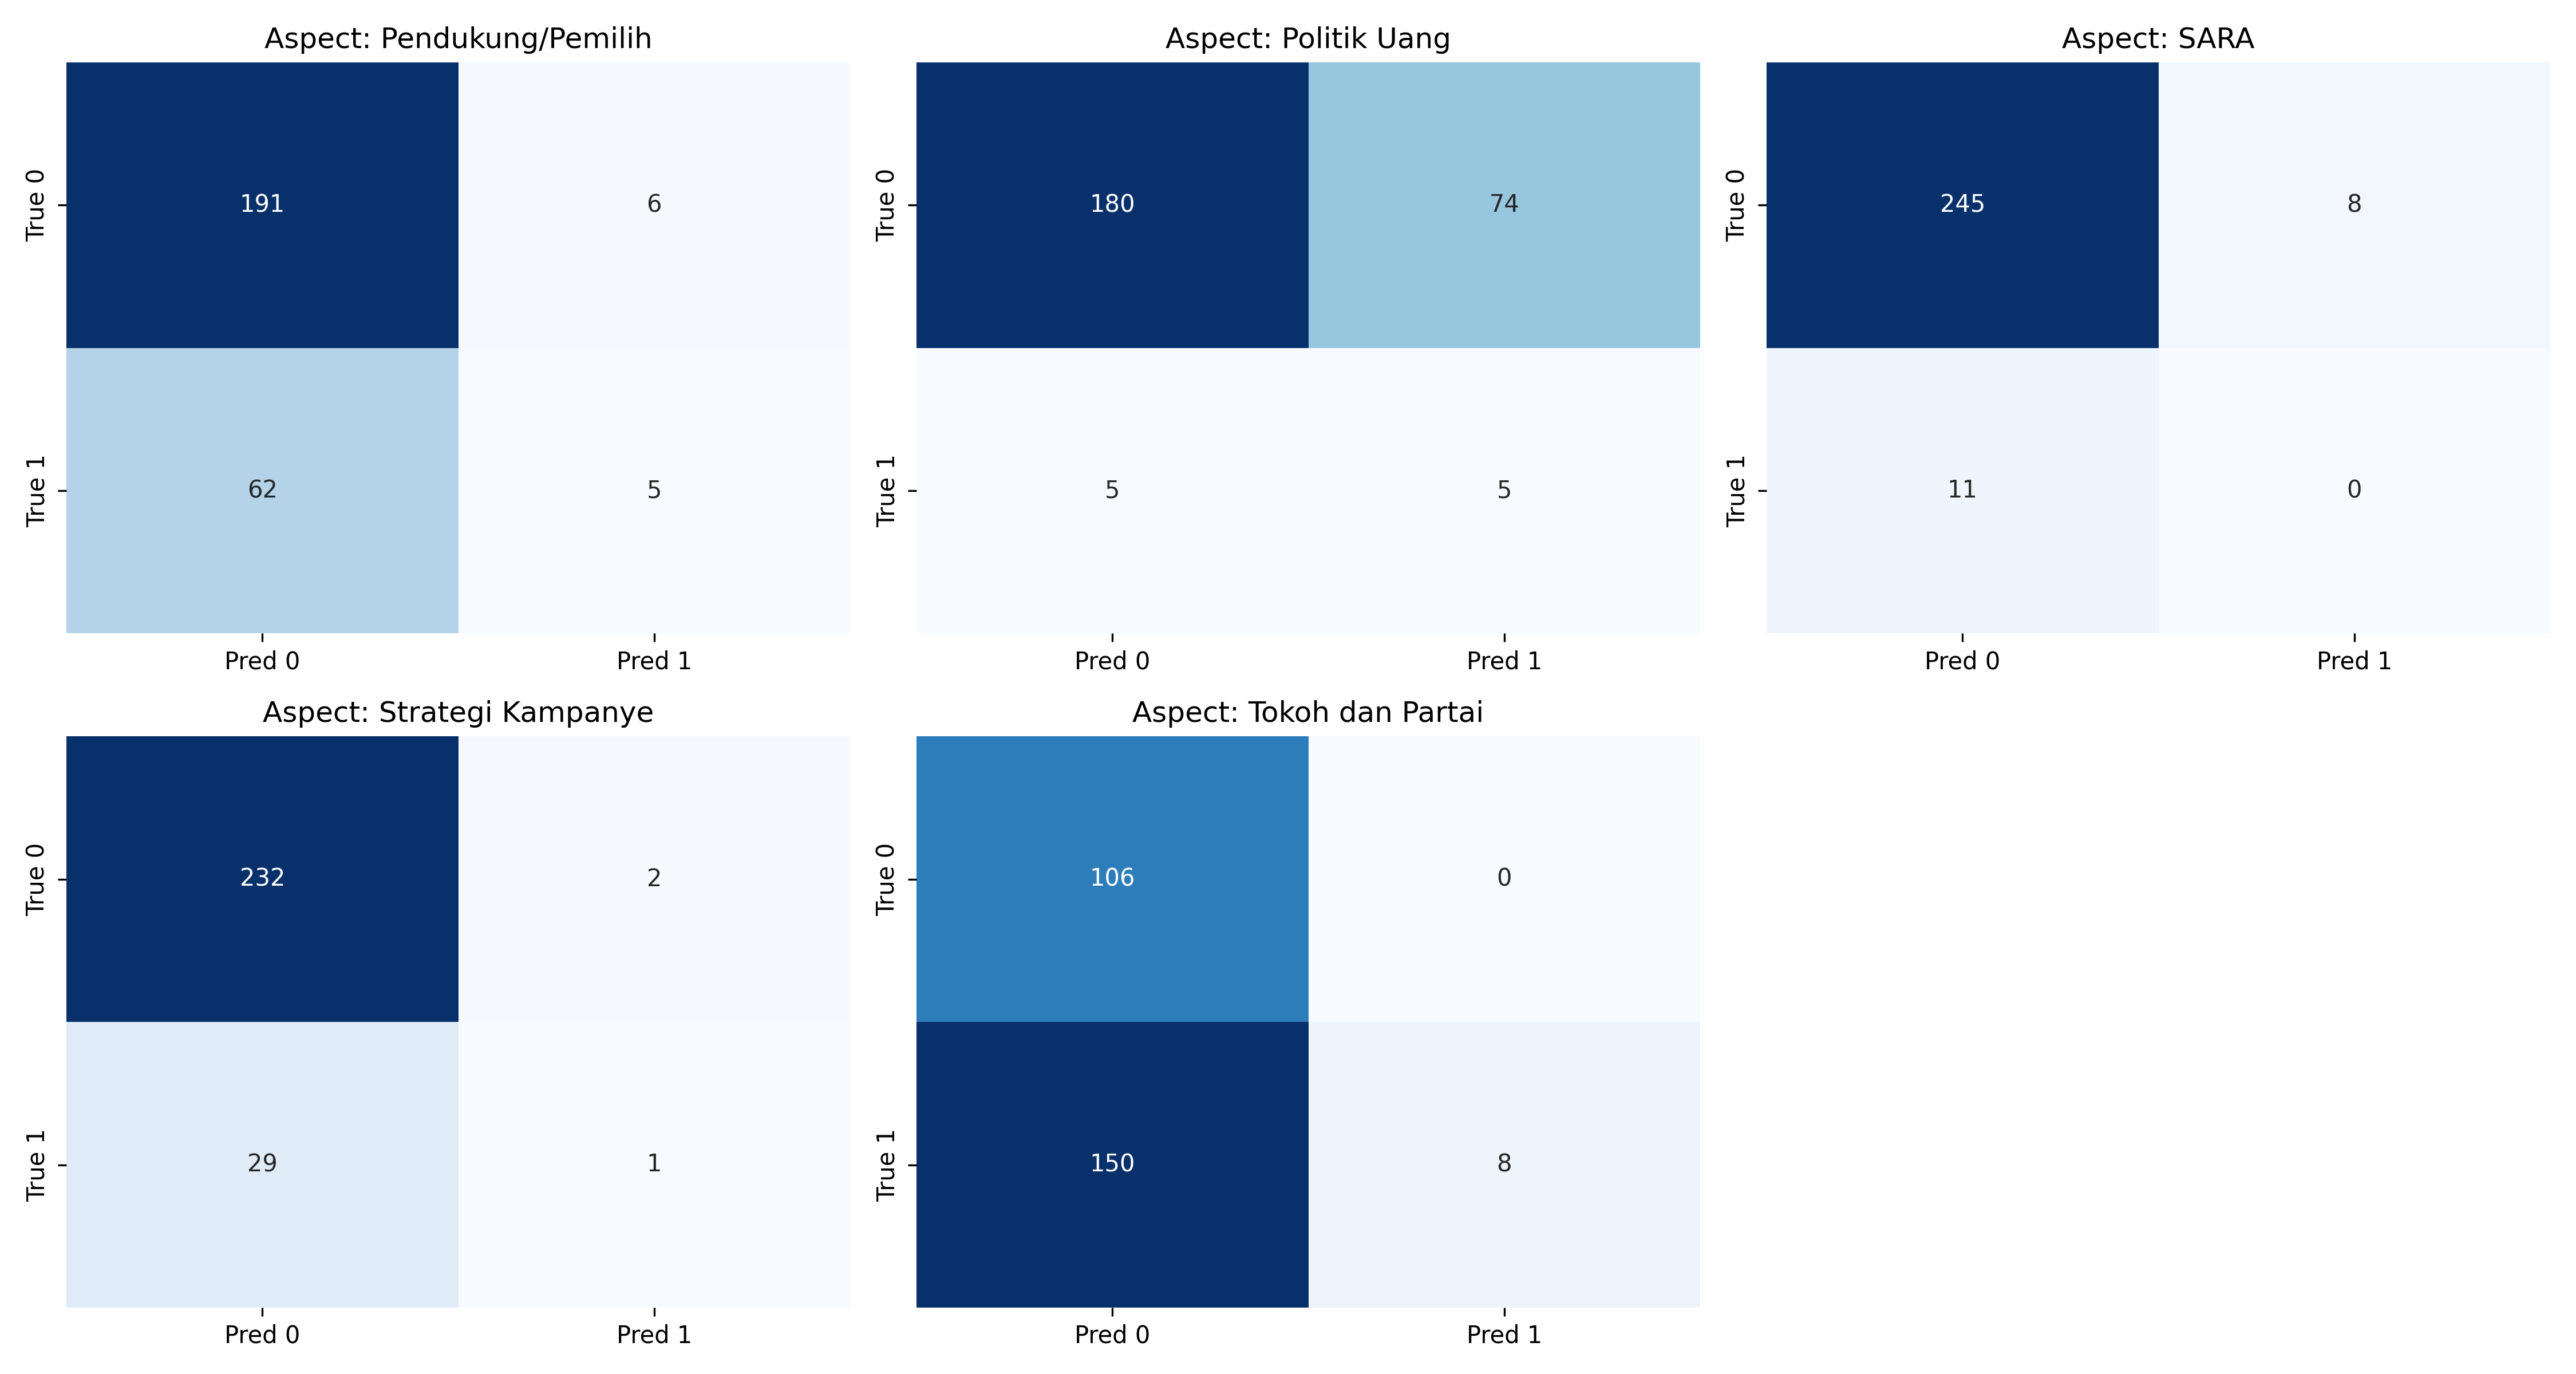 Aspect: Pendukung/Pemilih
True 0
191
6
True 1
62
5
Pred 0
Pred 1
Aspect: Politik Uang
True 0
180
74
True 1
5
5
Pred 0
Pred 1
Aspect: SARA
True 0
245
8
True 1
11
0
Pred 0
Pred 1
Aspect: Strategi Kampanye
True 0
232
2
True 1
29
1
Pred 0
Pred 1
Aspect: Tokoh dan Partai
True 0
106
0
True 1
150
8
Pred 0
Pred 1